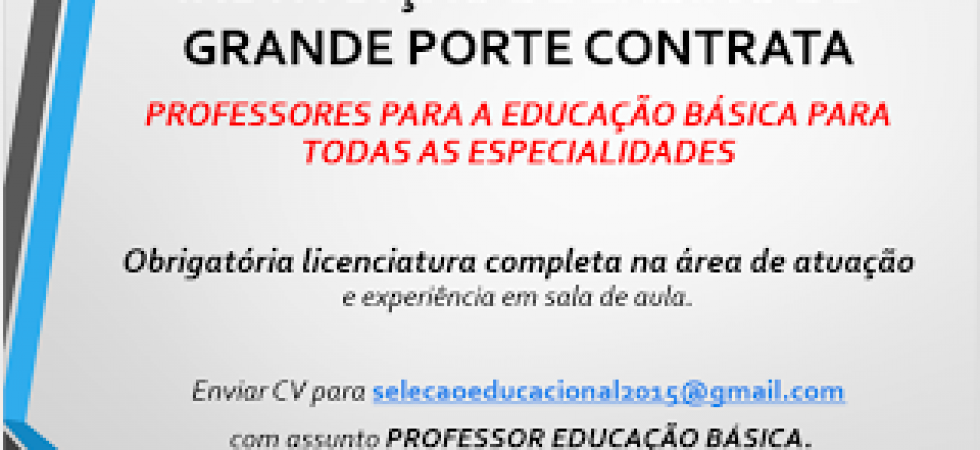 GRANDE PORTE CONTRATA
PROFESSORES PARA A EDUCAÇÃO BÁSICA PARA
TODAS AS ESPECIALIDADES
Obrigatória licenciatura completa na área de atuação
e experiência em sala de aula.
Enviar CV para selecaoeducacional2015@gmail.com
com assunto PROFESSOR EDUCAÇÃO BÁSICA.